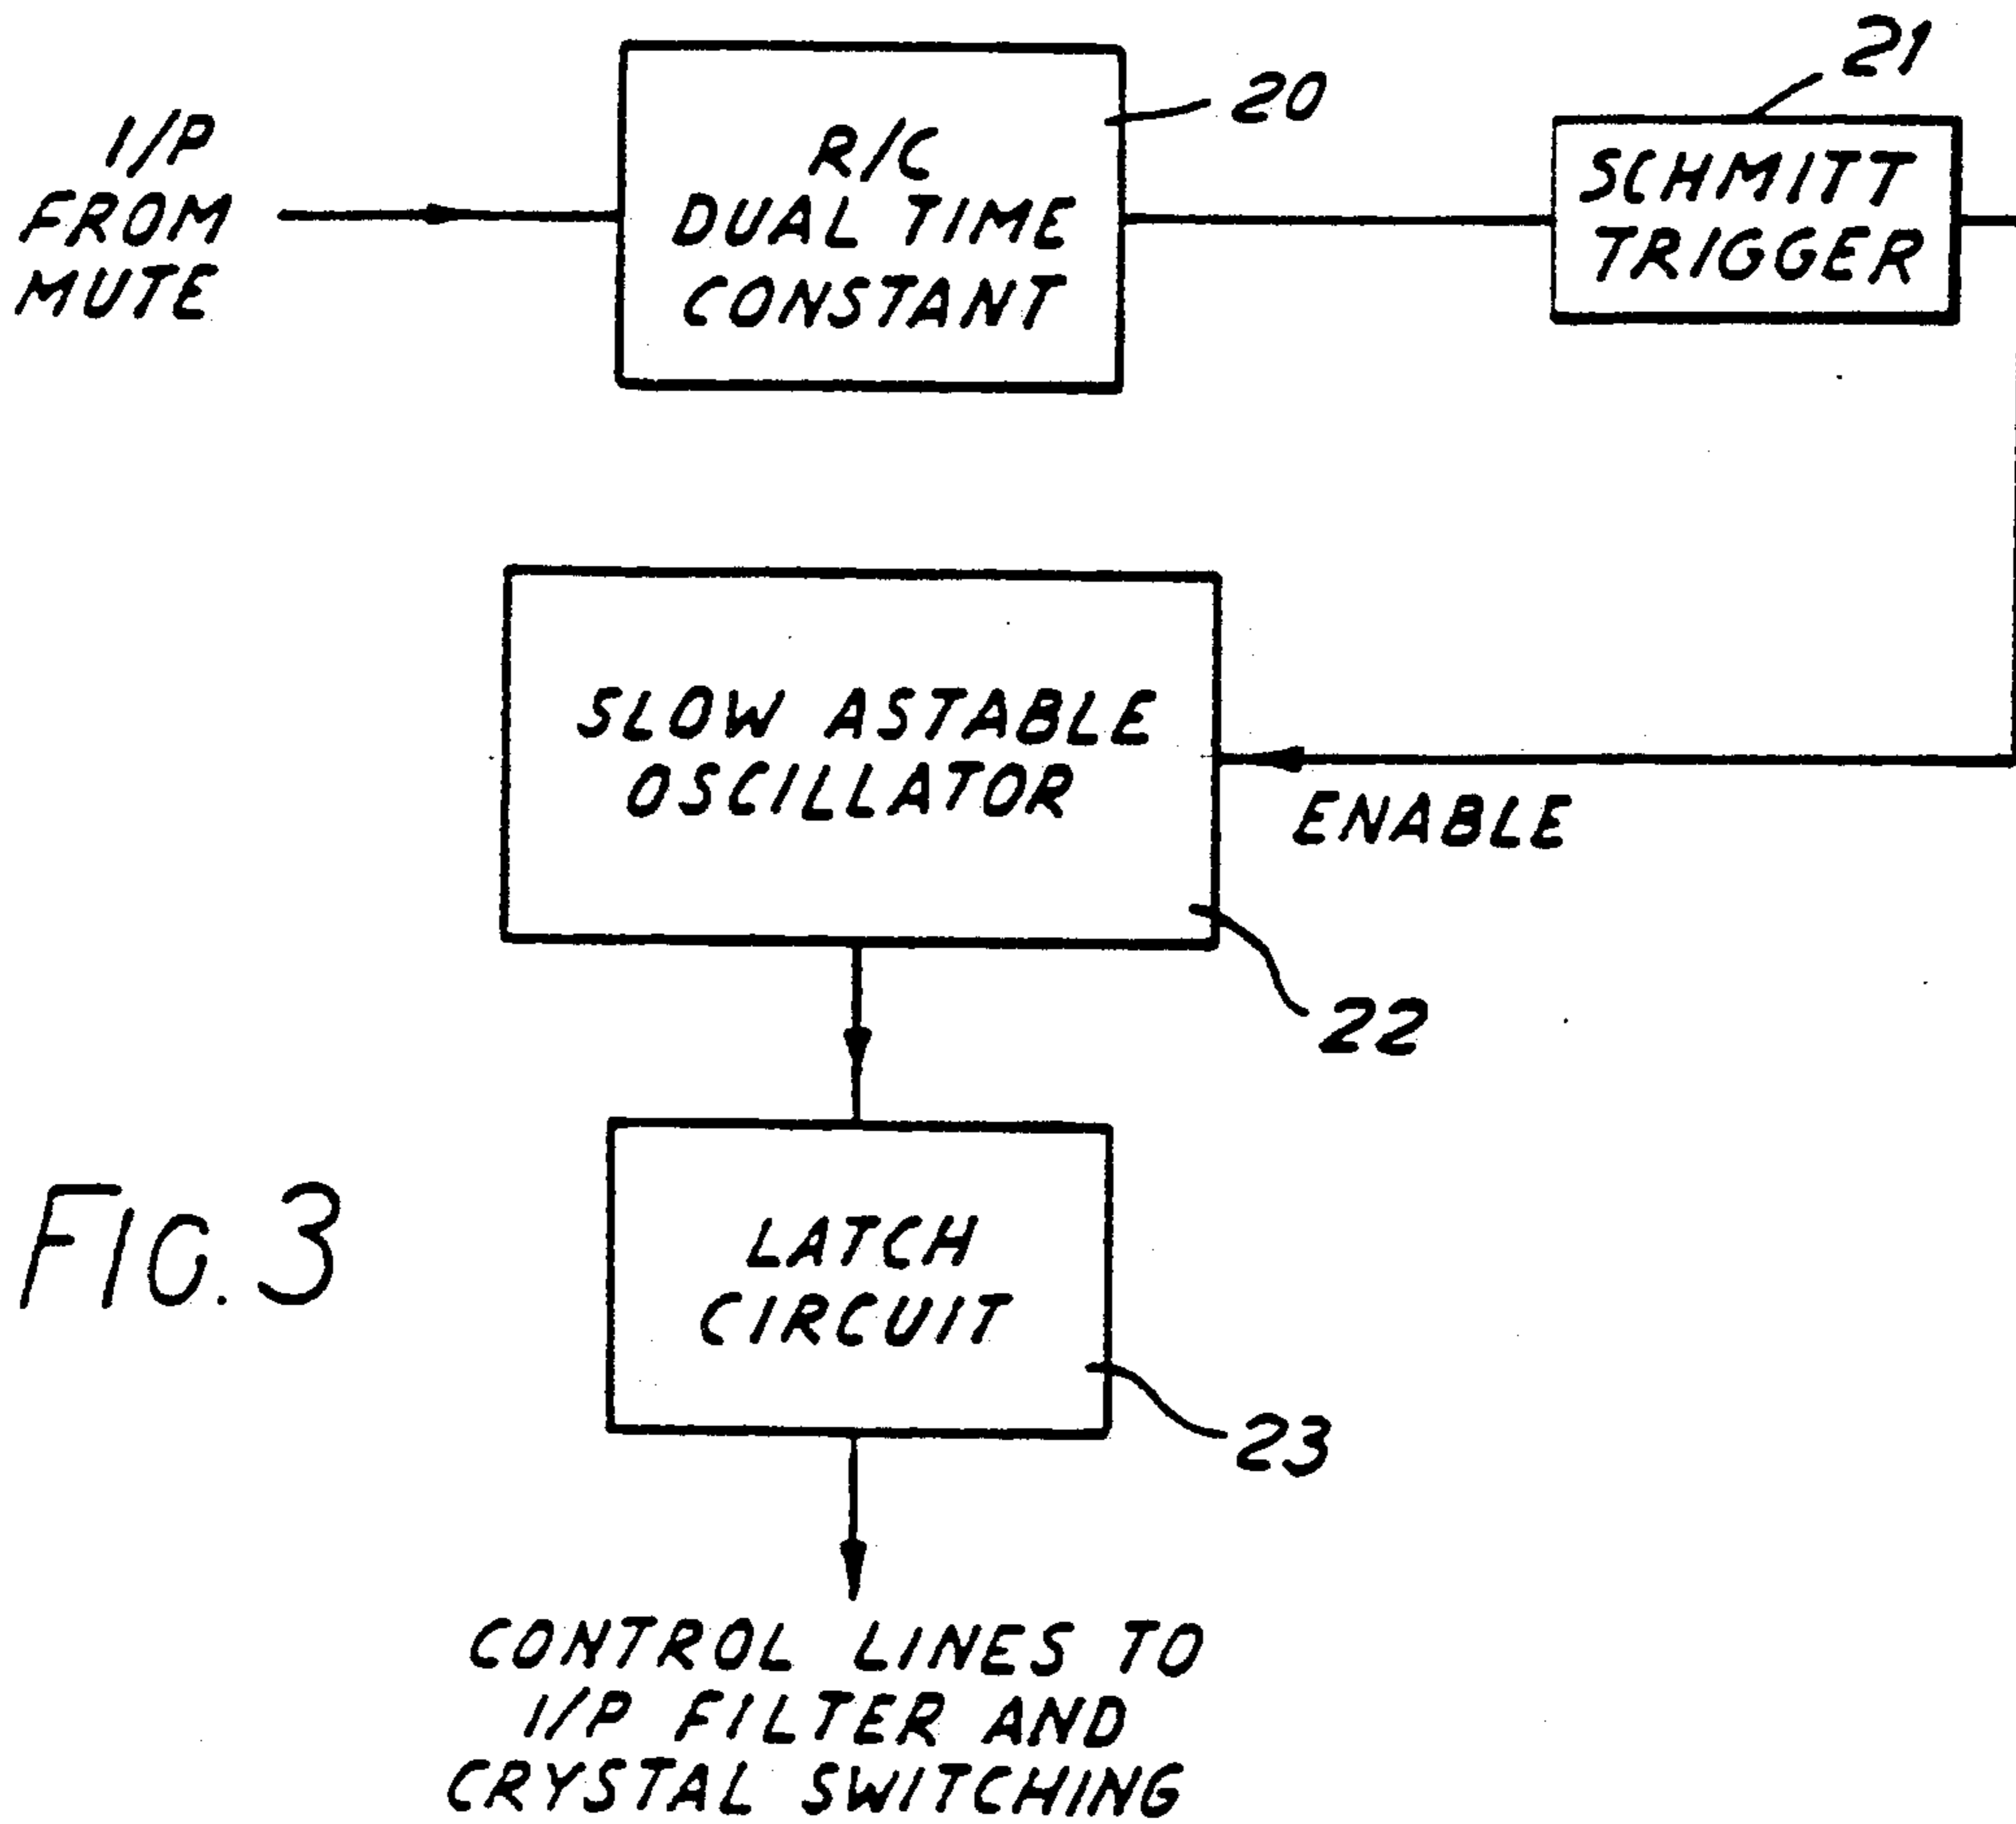 I/P
FROM
MUTE
R/C
DUAL TIME
CONSTANT
20
21
SCHMITT
TRIGGER
SLOW ASTABLE
OSCILLATOR
ENABLE
22
FIG. 3
LATCH
CIRCUIT
23
CONTROL LINES TO
I/P FILTER AND
CRYSTAL SWITCHING